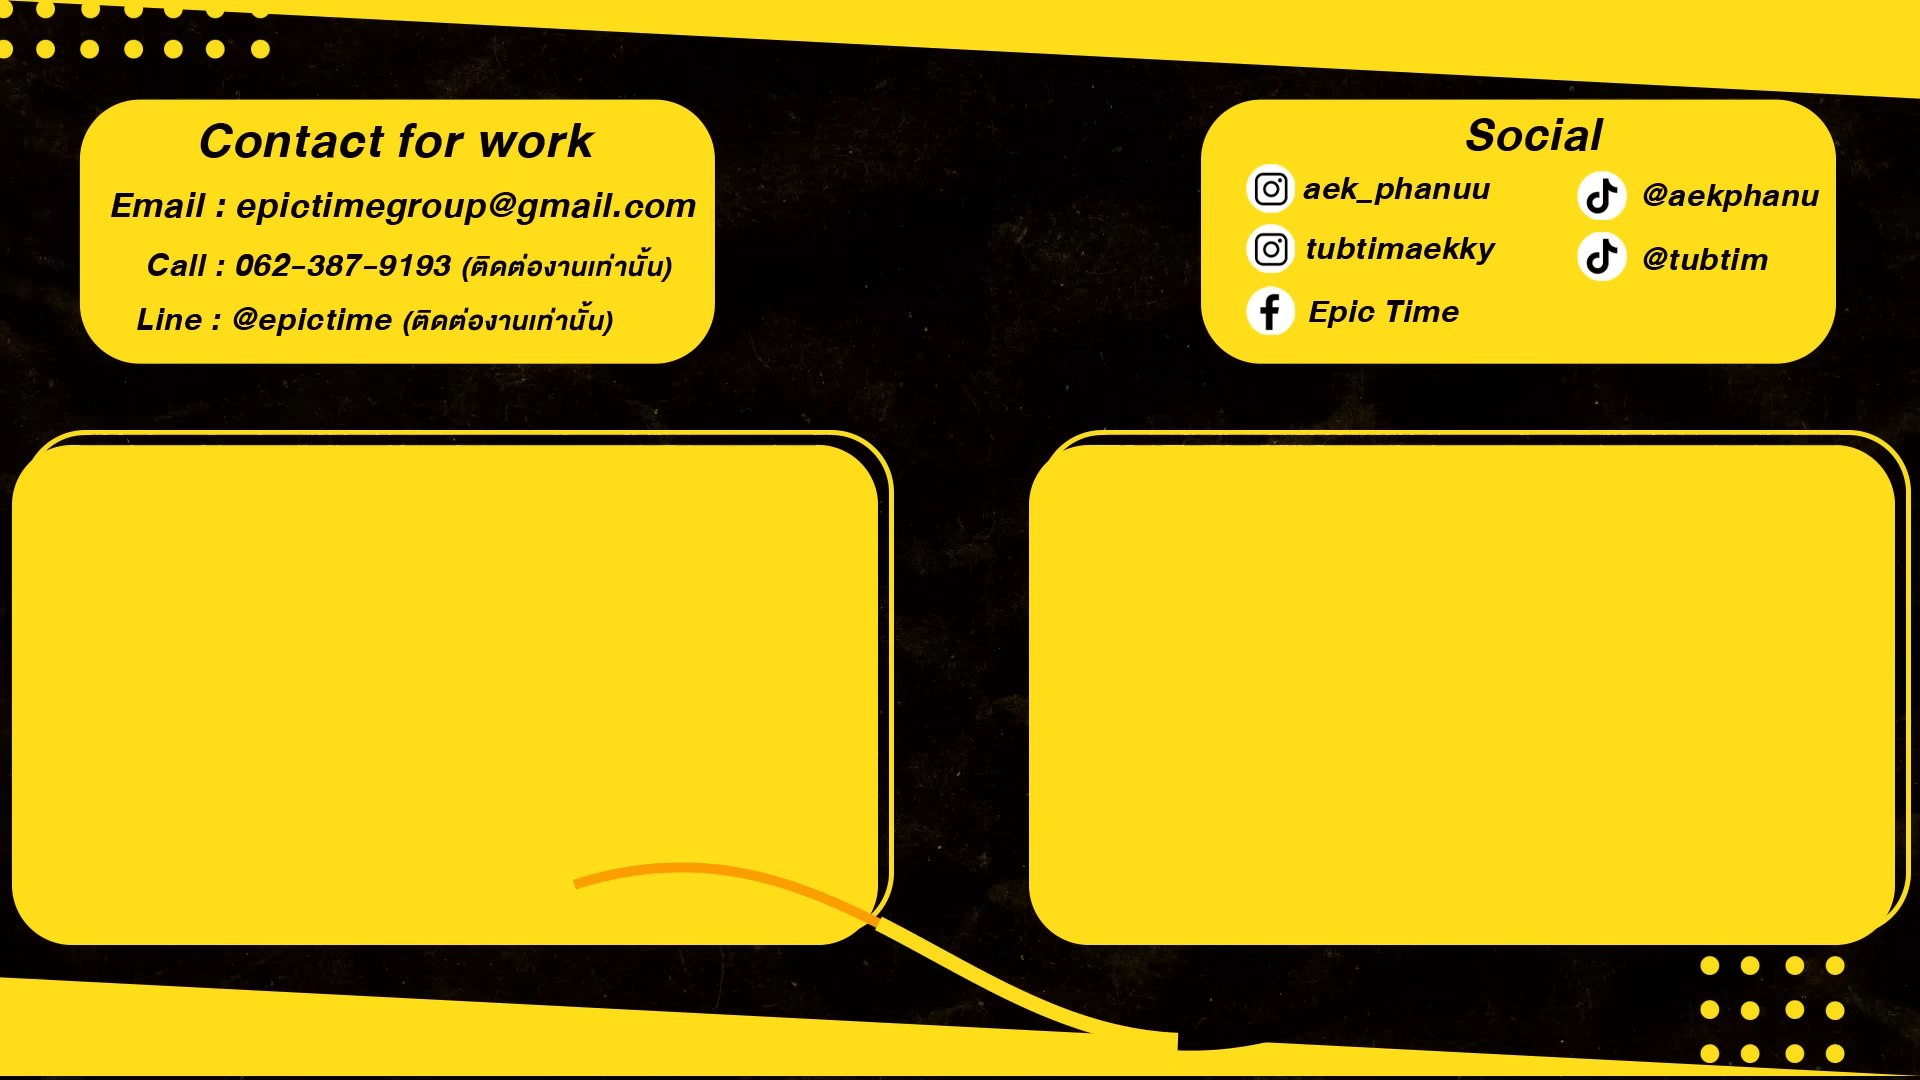 Contact for work
Email : epictimegroup@gmail.com
Call : 062-387-9193 (ติดต่องานเท่านั้น)
Line : @epictime (ติดต่องานเท่านั้น)
Social
aek_phanuu
@aekphanu
tubtimaekky
@tubtim
Epic Time